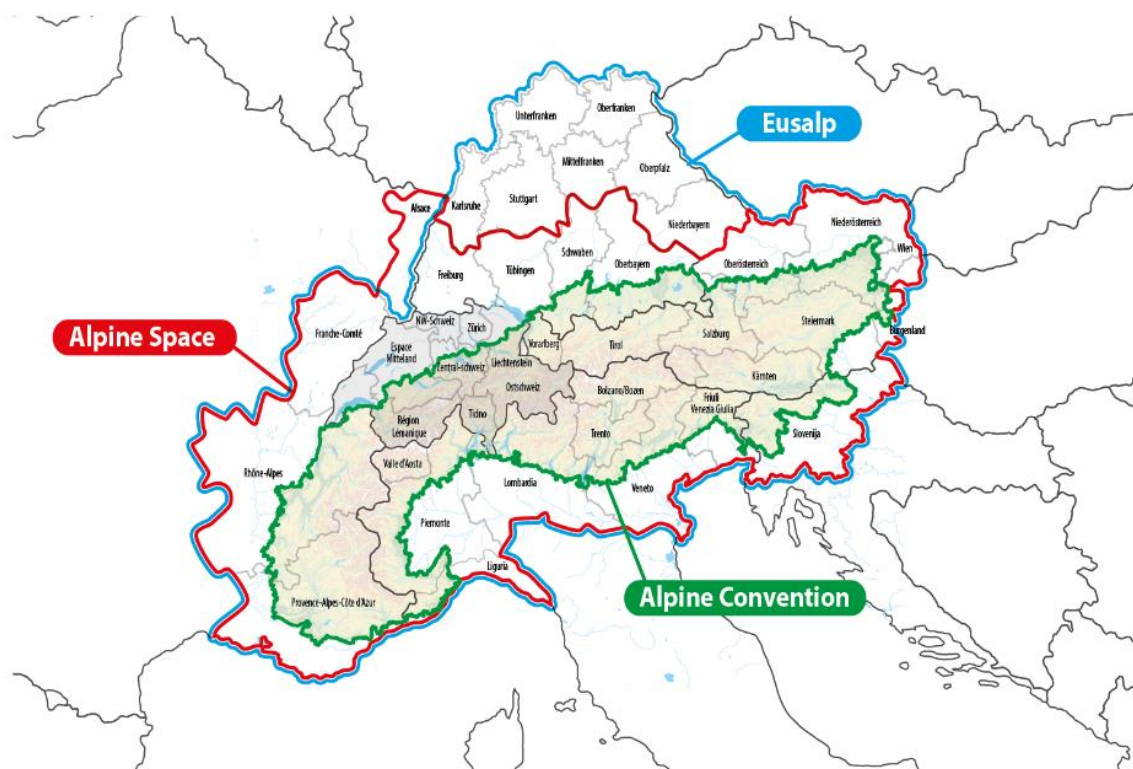 Unterfranken
Oberfranken
Eusalp
Mittelfranken
Oberpfalz
Alsace
Karlsruhe
Stuttgart
Niederbayern
Niederösterreich
Wien
Schwaben
Oberbayern
Oberösterreich
Freiburg
Tübingen
Franche-Comté
NW-Schweiz
Zürich
Alpine Space
Espace
Mitteland
Vorarlberg
Tirol
Salzburg
Steiermark
Burgenland
Liechtenstein
Central-schweiz
Ostschweiz
Bolzano/Bozen
Kärnten
Région
Lémanique
Ticino
Friuli
Venezia Giulia
Trento
Slovenija
Rhône-Alpes
Valle d'Aosta
Lombardia
Veneto
Piemonte
Liguria
Alpine Convention
Provence-Alpes-Côte d'Azur